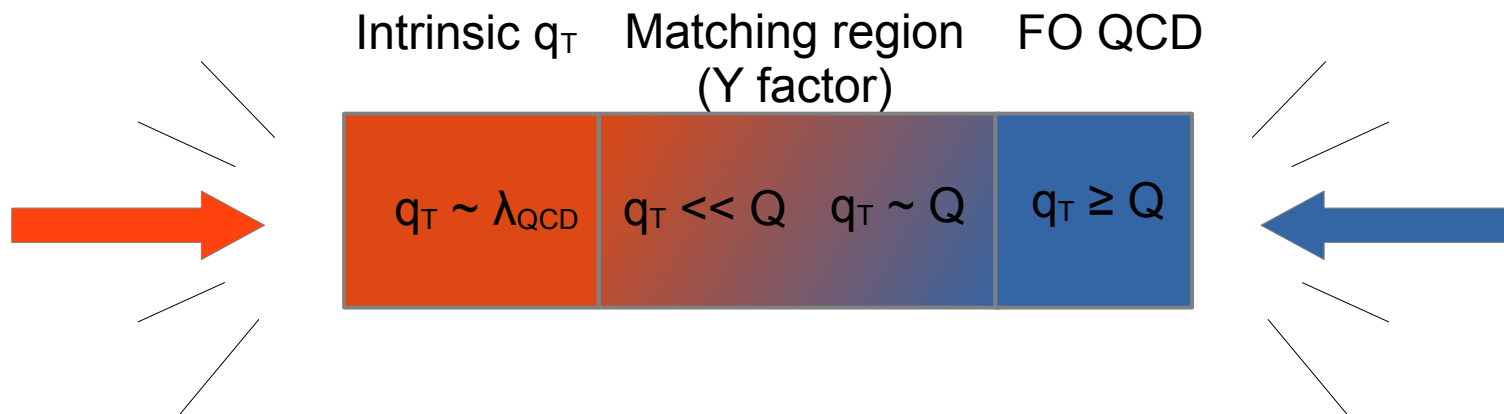 Intrinsic qT Matching region FO QCD
(Y factor)
qT ~ λQCD qT << Q qT ~ Q qT ≥ Q